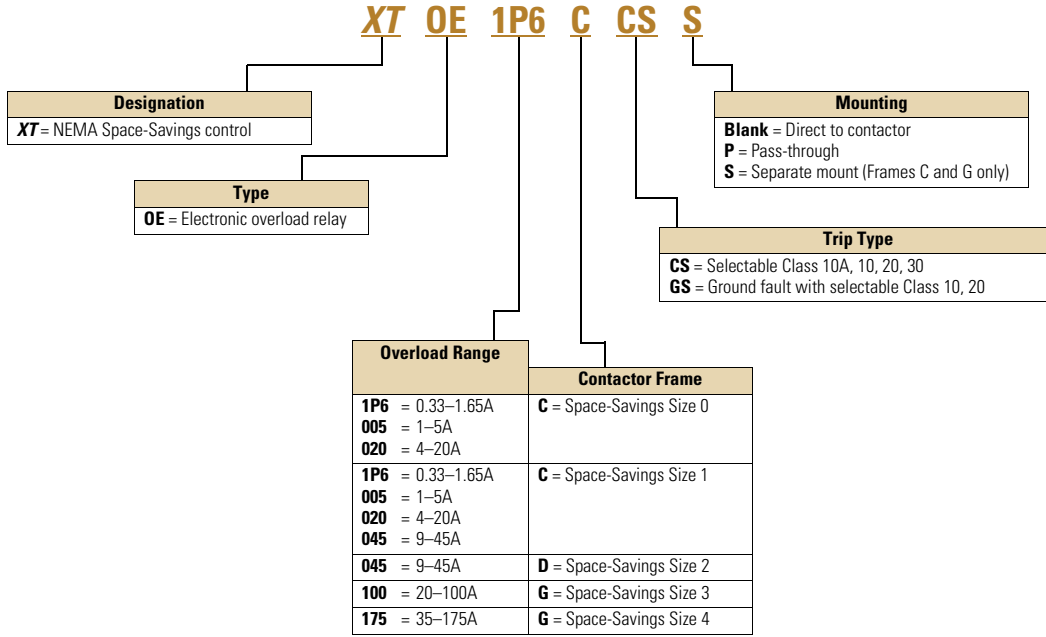 XT OE 1P6 C CS S
Designation
XT = NEMA Space-Savings control
Type
OE = Electronic overload relay
Mounting
Blank = Direct to contactor
P = Pass-through
S = Separate mount (Frames C and G only)
Trip Type
CS = Selectable Class 10A, 10, 20, 30
GS = Ground fault with selectable Class 10, 20
Overload Range
Contactor Frame
1P6 = 0.33–1.65A C = Space-Savings Size 0
005 = 1–5A
020 = 4–20A
1P6 = 0.33–1.65A C = Space-Savings Size 1
005 = 1–5A
020 = 4–20A
045 = 9–45A
045 = 9–45A D = Space-Savings Size 2
100 = 20–100A G = Space-Savings Size 3
175 = 35–175A G = Space-Savings Size 4